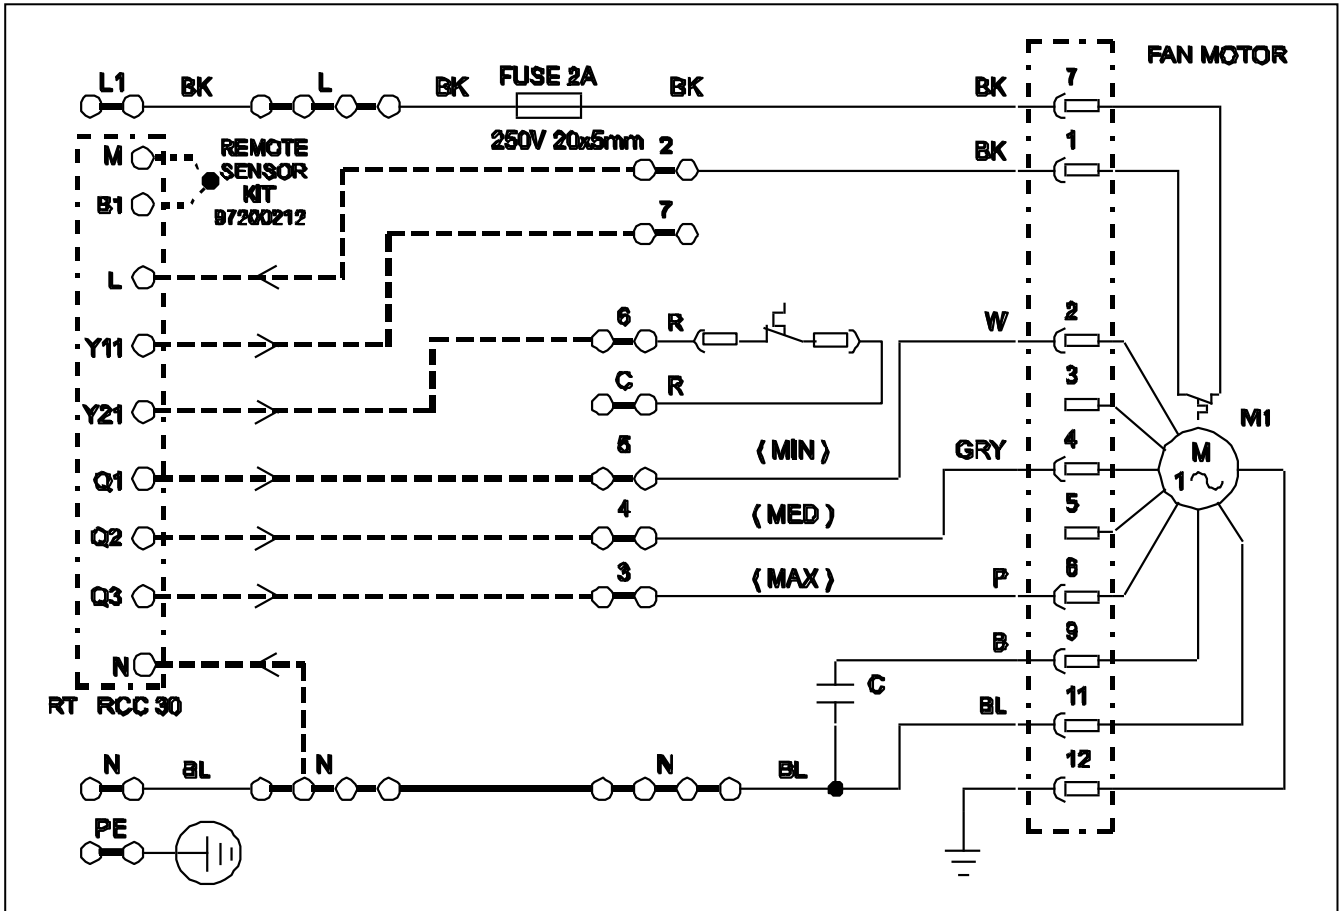 FAN MOTOR
L1 BK L BK FUSE 2A BK BK 7
250V 20x5mm
M REMOTE
SENSOR
KIT
97200212
2 BK 1
B1
7
L
6 R W 2
Y11
C R 3
Y21
M1
5 ( MIN ) GRY 4
M
1
Q1
4 ( MED ) 5
Q2
3 ( MAX ) P 6
Q3
B 9
N
C
RT RCC 30 BL 11
N BL N N BL 12
PE